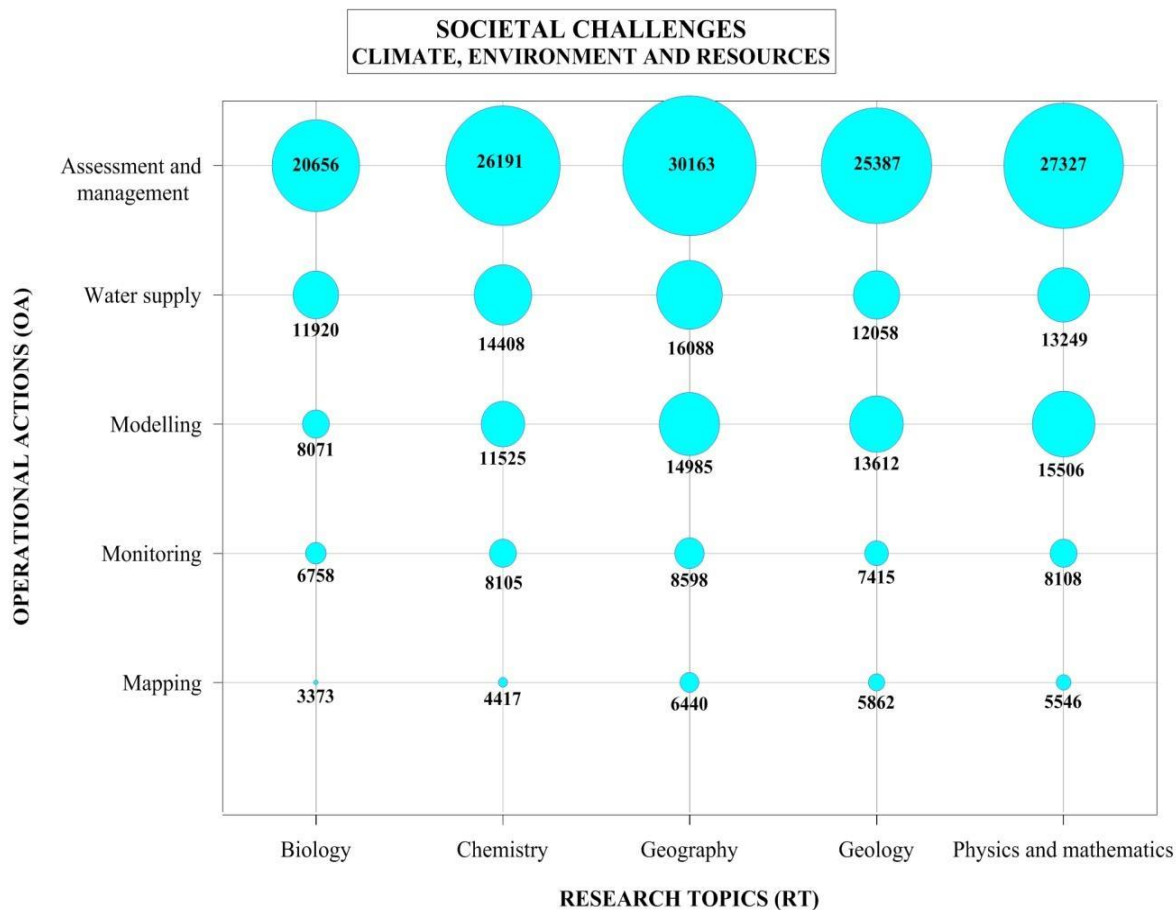 SOCIETAL CHALLENGES
CLIMATE, ENVIRONMENT AND RESOURCES
OPERATIONAL ACTIONS (OA)
Assessment and
management
20656 26191 30163 25387 27327
Water supply
11920 14408 16088 12058 13249
Modelling
8071 11525 14985 13612 15506
Monitoring
6758 8105 8598 7415 8108
Mapping
3373 4417 6440 5862 5546
Biology Chemistry Geography Geology Physics and mathematics
RESEARCH TOPICS (RT)